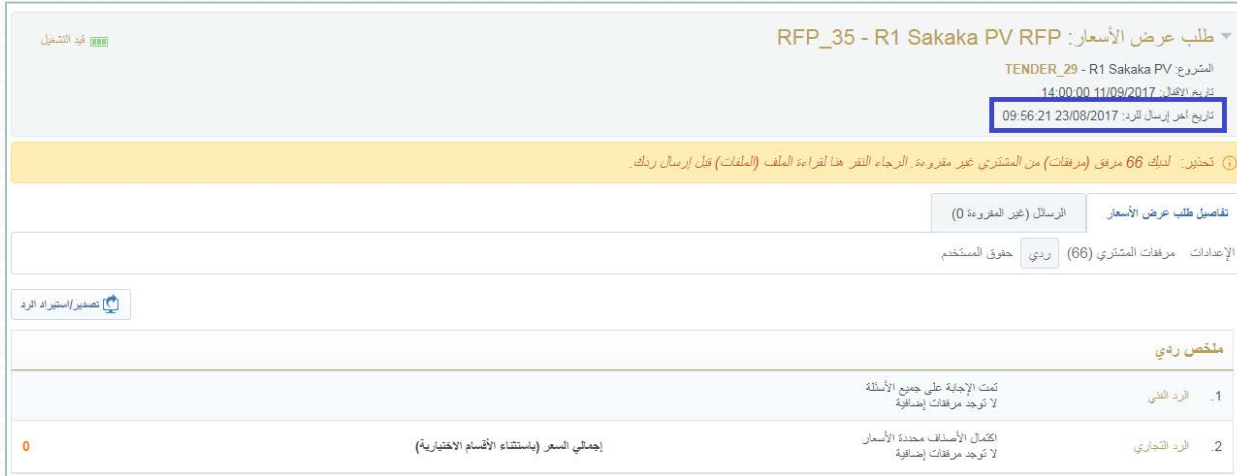 طلب عرض الأسعار: RFP_35 - R1 Sakaka PV RFP
قيد التشغيل
المشروع: TENDER_29 - R1 Sakaka PV
تاريخ الاقفال: 11/09/2017 14:00:00
تاريخ أخر إرسال للرد: 23/08/2017 09:56:21
تحذير: لديك 66 مرفق (مرفقات) من المشتري غير مقروءة. الرجاء النقر هنا لقراءة الملف (الملفات) قبل إرسال ردك.
تفاصيل طلب عرض الأسعار الرسائل (غير المقروءة 0)
الإعدادات مرفقات المشتري (66) ردي حقوق المستخدم
تصدير/استيراد الرد
ملخص ردي
1. الرد الفني تمت الإجابة على جميع الأسئلة
لا توجد مرفقات إضافية
2. الرد التجاري اكتمال الأصناف محددة الأسعار
لا توجد مرفقات إضافية
إجمالي السعر (باستثناء الأقسام الاختيارية) 0